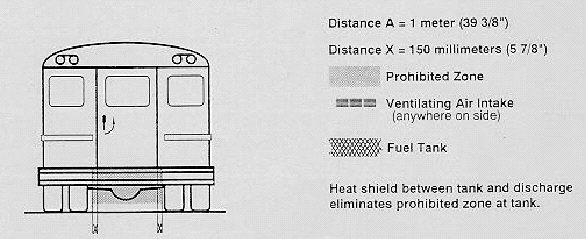 Distance A = 1 meter (39 3/8")
Distance X = 150 millimeters (5 7/8")
Prohibited Zone
Ventilating Air Intake
(anywhere on side)
Fuel Tank
Heat shield between tank and discharge
eliminates prohibited zone at tank.